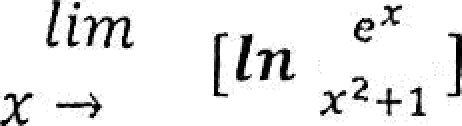 lim
x → [ln e^x
x²+1 ]